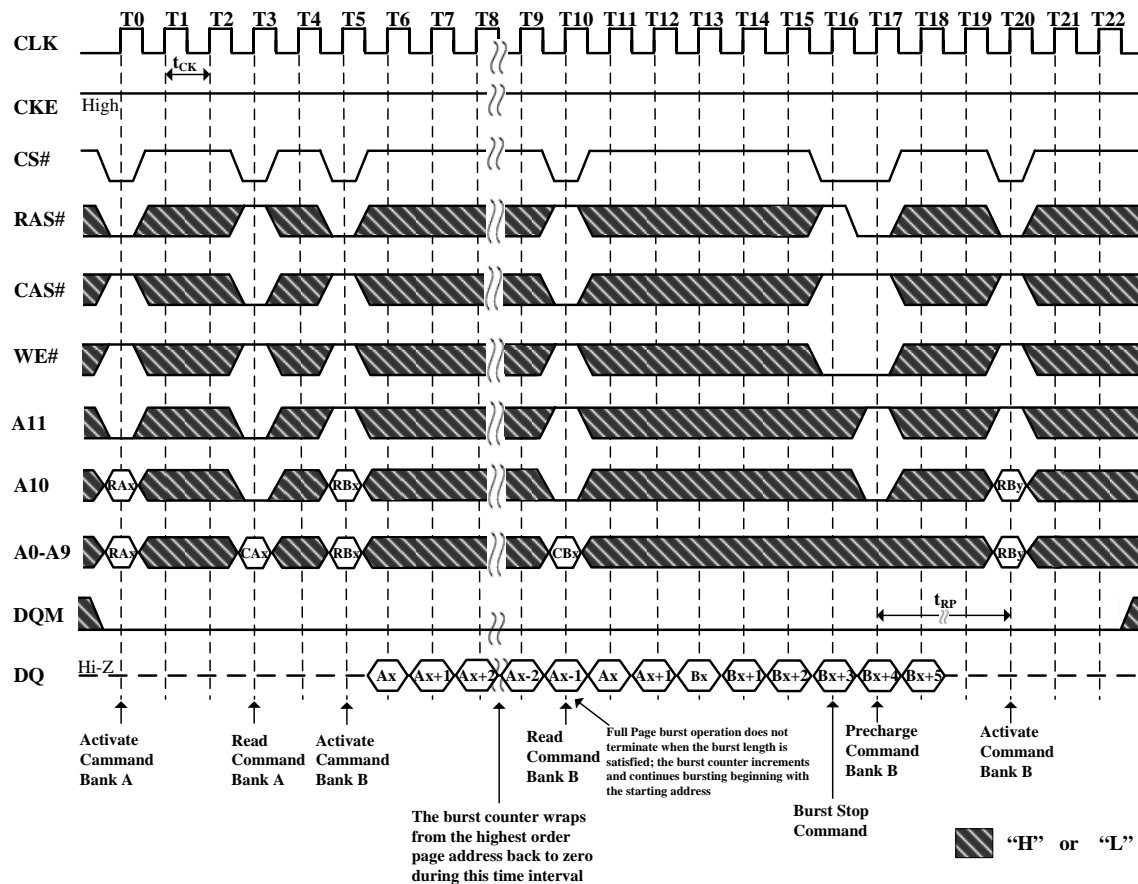 T0 T1 T2 T3 T4 T5 T6 T7 T8 T9 T10 T11 T12 T13 T14 T15 T16 T17 T18 T19 T20 T21 T22
CLK
tCK
CKE
High
CS#
RAS#
CAS#
WE#
A11
A10
RAx
RBx
RBy
A0-A9
RAx
CAx
RBx
CBx
RBy
DQM
tRP
DQ
Hi-Z
Ax
Ax+1
Ax+2
Ax-2
Ax-1
Ax
Ax+1
Bx
Bx+1
Bx+2
Bx+3
Bx+4
Bx+5
Activate
Cammand
Bank A
Read
Command
Bank A
Activate
Command
Bank B
The burst counter wraps
from the highest order
page address back to zero
during this time interval
Read
Command
Bank B
Full Page burst operation does not
terminate when the burst length is
satisfied; the burst counter increments
and continues bursting beginning with
the starting address
Burst Stop
Command
Precharge
Command
Bank B
Activate
Command
Bank B
“H” or “L”